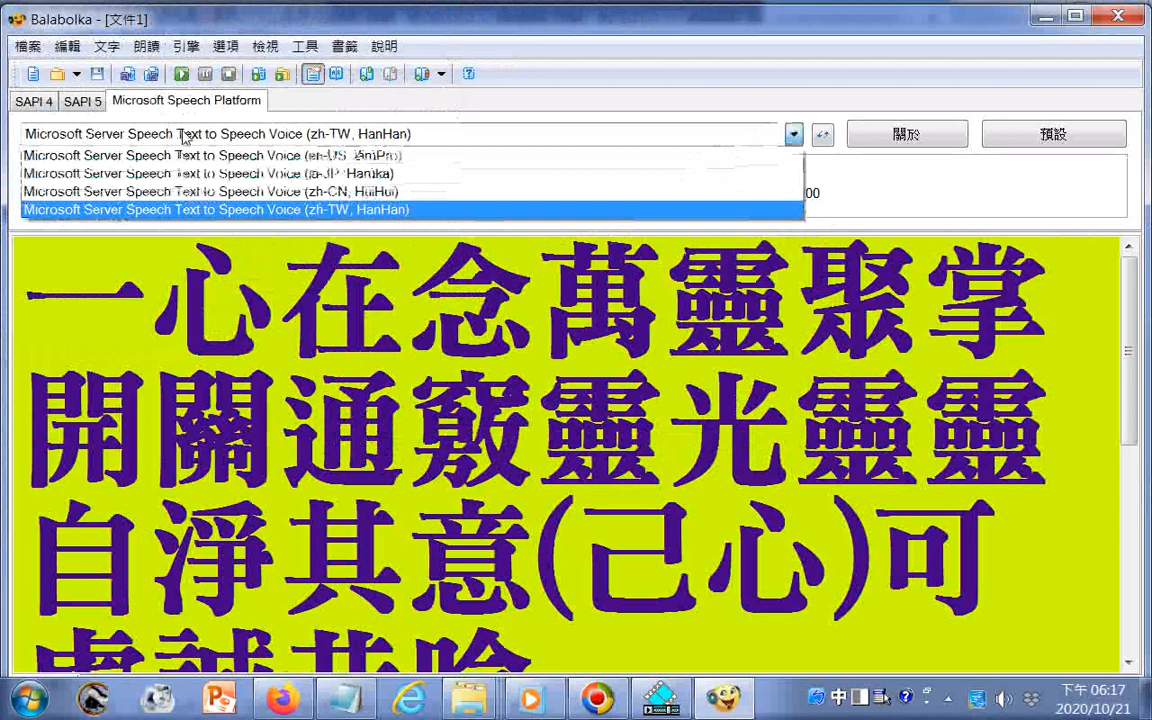 Balabolka - [文件1]
檔案 編輯 文字 朗讀 引擎 選項 檢視 工具 書籤 說明
SAPI 4 SAPI 5 Microsoft Speech Platform
Microsoft Server Speech Text to Speech Voice (zh-TW, HanHan)
關於 預設
Microsoft Server Speech Text to Speech Voice (en-US, ZiraPro)
Microsoft Server Speech Text to Speech Voice (ja-JP, Haruka)
Microsoft Server Speech Text to Speech Voice (zh-CN, HuiHui)
00
Microsoft Server Speech Text to Speech Voice (zh-TW, HanHan)
一心在念萬靈聚掌
開關通竅靈光靈靈
自淨其意(己心)可
中
下午 06:17
2020/10/21